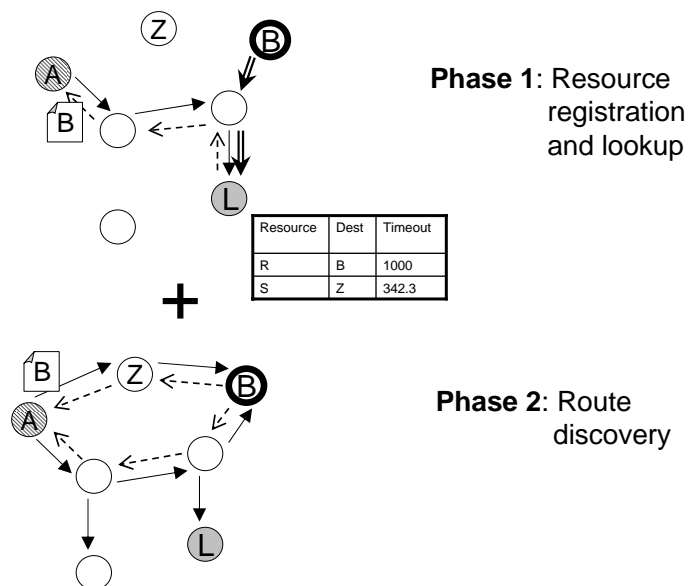 Z
B
A
B
Phase 1: Resource
registration
and lookup
L
Resource Dest Timeout
R B 1000
S Z 342.3
+
B
Z
B
A
Phase 2: Route
discovery
L